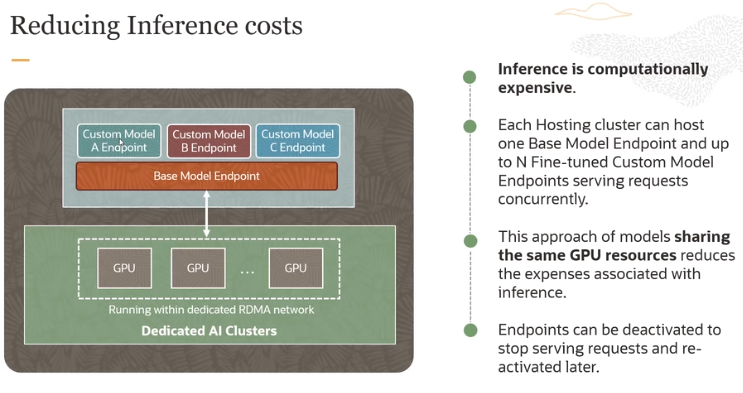 Reducing Inference costs
Custom Model
A Endpoint
Custom Model
B Endpoint
Custom Model
C Endpoint
Base Model Endpoint
GPU
GPU
...
GPU
Running within dedicated RDMA network
Dedicated AI Clusters
Inference is computationally
expensive.
Each Hosting cluster can host
one Base Model Endpoint and up
to N Fine-tuned Custom Model
Endpoints serving requests
concurrently.
This approach of models sharing
the same GPU resources reduces
the expenses associated with
inference.
Endpoints can be deactivated to
stop serving requests and re-
activated later.